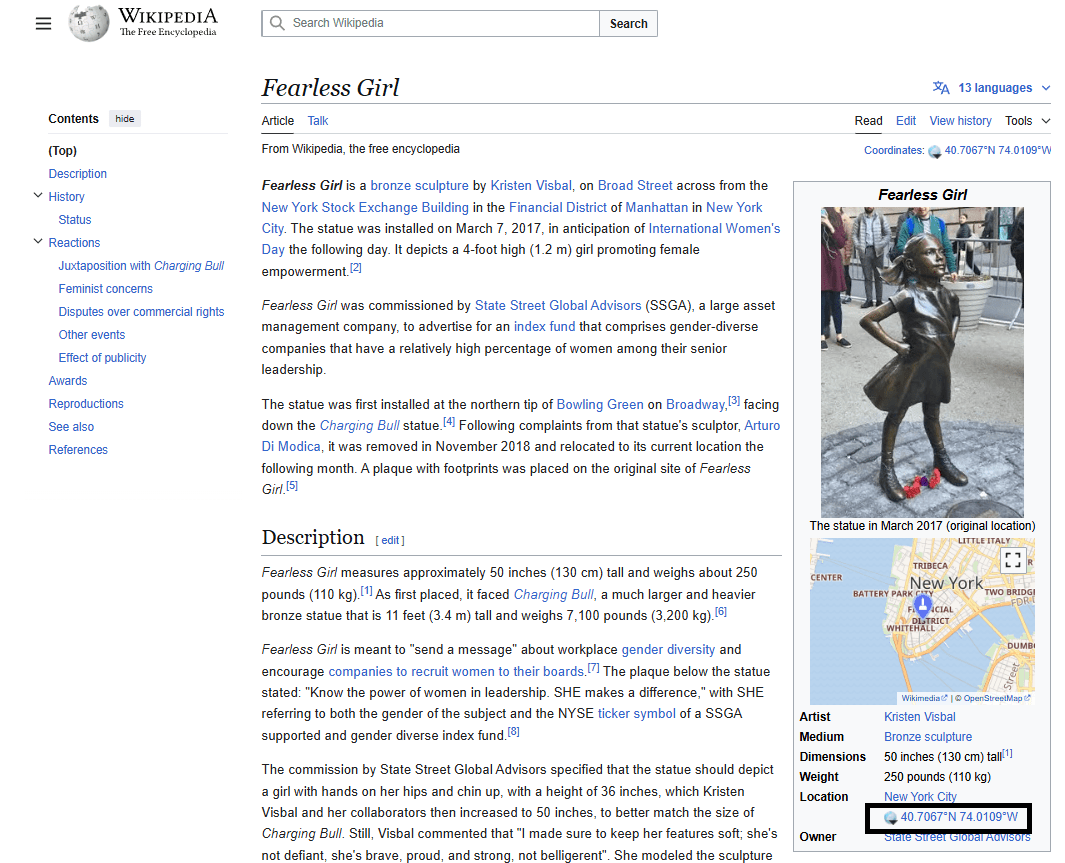 WIKIPEDIA
The Free Encyclopedia
Search Wikipedia
Search
Fearless Girl
13 languages
Contents
hide
(Top)
Description
History
Status
Reactions
Juxtaposition with Charging Bull
Feminist concerns
Disputes over commercial rights
Other events
Effect of publicity
Awards
Reproductions
See also
References
Article Talk
Read Edit View history Tools
From Wikipedia, the free encyclopedia
Coordinates: 40.7067°N 74.0109°W
Fearless Girl is a bronze sculpture by Kristen Visbal, on Broad Street across from the
New York Stock Exchange Building in the Financial District of Manhattan in New York
City. The statue was installed on March 7, 2017, in anticipation of International Women's
Day the following day. It depicts a 4-foot high (1.2 m) girl promoting female
empowerment.[2]
Fearless Girl was commissioned by State Street Global Advisors (SSGA), a large asset
management company, to advertise for an index fund that comprises gender-diverse
companies that have a relatively high percentage of women among their senior
leadership.
The statue was first installed at the northern tip of Bowling Green on Broadway,[3] facing
down the Charging Bull statue.[4] Following complaints from that statue's sculptor, Arturo
Di Modica, it was removed in November 2018 and relocated to its current location the
following month. A plaque with footprints was placed on the original site of Fearless
Girl.[5]
Description [ edit ]
Fearless Girl measures approximately 50 inches (130 cm) tall and weighs about 250
pounds (110 kg).[1] As first placed, it faced Charging Bull, a much larger and heavier
bronze statue that is 11 feet (3.4 m) tall and weighs 7,100 pounds (3,200 kg).[6]
Fearless Girl is meant to "send a message" about workplace gender diversity and
encourage companies to recruit women to their boards.[7] The plaque below the statue
stated: "Know the power of women in leadership. SHE makes a difference," with SHE
referring to both the gender of the subject and the NYSE ticker symbol of a SSGA
supported and gender diverse index fund.[8]
The commission by State Street Global Advisors specified that the statue should depict
a girl with hands on her hips and chin up, with a height of 36 inches, which Kristen
Visbal and her collaborators then increased to 50 inches, to better match the size of
Charging Bull. Still, Visbal commented that "I made sure to keep her features soft; she's
not defiant, she's brave, proud, and strong, not belligerent". She modeled the sculpture
Fearless Girl
The statue in March 2017 (original location)
LITTLE ITALY
TRIBECA
CENTER
New York
BATTERY PARK CITY
TWO BRIDG
FDR
FINANCIAL
DISTRICT
WHITEHALL
DUMB
Street
Wikimedia | © OpenStreetMap
Artist Kristen Visbal
Medium Bronze sculpture
Dimensions 50 inches (130 cm) tall[1]
Weight 250 pounds (110 kg)
Location New York City
40.7067°N 74.0109°W
Owner State Street Global Advisors